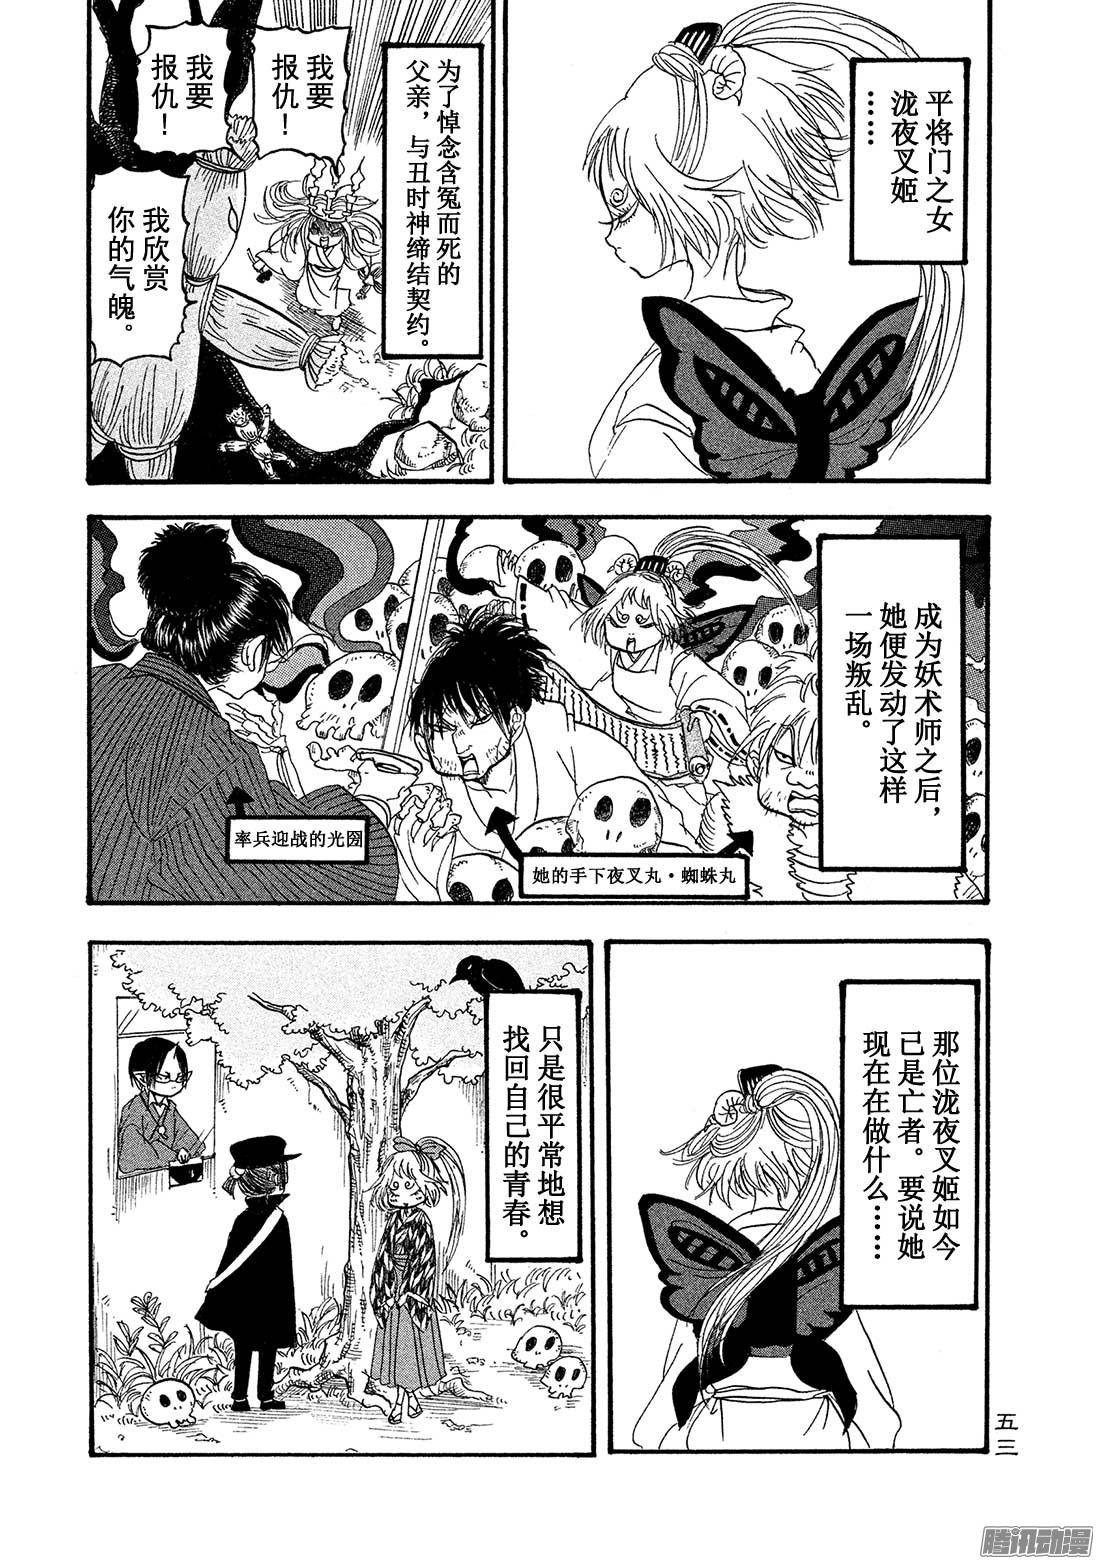 平将门之女
泷夜叉姬
……
为了悼念含冤而死的
父亲，与丑时神缔结契约。
我要
报仇！
我要
报仇！
我欣赏
你的气魄。
成为妖术师之后，
她便发动了这样
一场叛乱。
她的手下夜叉丸·蜘蛛丸
率兵迎战的光圀
那位泷夜叉姬如今
已是亡者。要说她
现在在做什么……
只是很平常地想
找回自己的青春。
五三
腾讯动漫